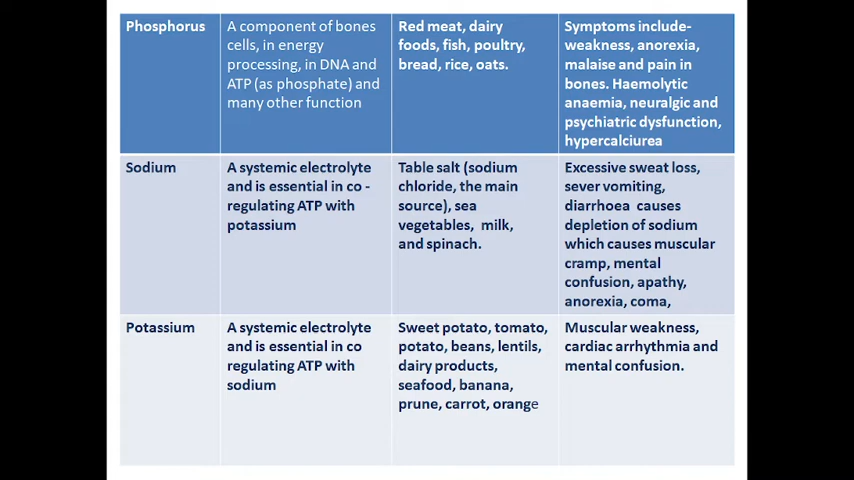 Phosphorus
A component of bones
cells, in energy
processing, in DNA and
ATP (as phosphate) and
many other function
Red meat, dairy
foods, fish, poultry,
bread, rice, oats.
Symptoms include-
weakness, anorexia,
malaise and pain in
bones. Haemolytic
anaemia, neuralgic and
psychiatric dysfunction,
hypercalciurea
Sodium
A systemic electrolyte
and is essential in co -
regulating ATP with
potassium
Table salt (sodium
chloride, the main
source), sea
vegetables, milk,
and spinach.
Excessive sweat loss,
sever vomiting,
diarrhoea causes
depletion of sodium
which causes muscular
cramp, mental
confusion, apathy,
anorexia, coma,
Potassium
A systemic electrolyte
and is essential in co
regulating ATP with
sodium
Sweet potato, tomato,
potato, beans, lentils,
dairy products,
seafood, banana,
prune, carrot, orange
Muscular weakness,
cardiac arrhythmia and
mental confusion.